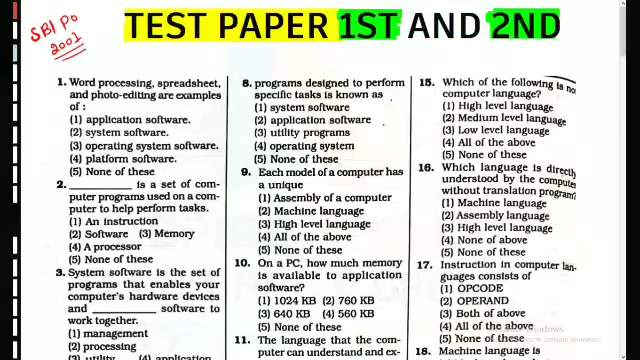 SBI PO
2001
TEST PAPER 1ST AND 2ND
1. Word processing, spreadsheet,
and photo-editing are examples
of :
(1) application software.
(2) system software.
(3) operating system software.
(4) platform software.
(5) None of these
2. __________ is a set of com-
puter programs used on a com-
puter to help perform tasks.
(1) An instruction
(2) Software (3) Memory
(4) A processor
(5) None of these
3. System software is the set of
programs that enables your
computer's hardware devices
and __________ software to
work together.
(1) management
(2) processing
(3) utility (4) application
8. programs designed to perform
specific tasks is known as
(1) system software
(2) application software
(3) utility programs
(4) operating system
(5) None of these
9. Each model of a computer has
a unique
(1) Assembly of a computer
(2) Machine language
(3) High level language
(4) All of the above
(5) None of these
10. On a PC, how much memory
is available to application
software?
(1) 1024 KB (2) 760 KB
(3) 640 KB (4) 560 KB
(5) None of these
11. The language that the com-
puter can understand and ex-
15. Which of the following is not
computer language?
(1) High level language
(2) Medium level language
(3) Low level language
(4) All of the above
(5) None of these
16. Which language is directly
understood by the computer
without translation program?
(1) Machine language
(2) Assembly language
(3) High level language
(4) None of above
(5) None of these
17. Instruction in computer lan-
guages consists of
(1) OPCODE
(2) OPERAND
(3) Both of above
(4) All of the above
(5) None of these
18. Machine language is